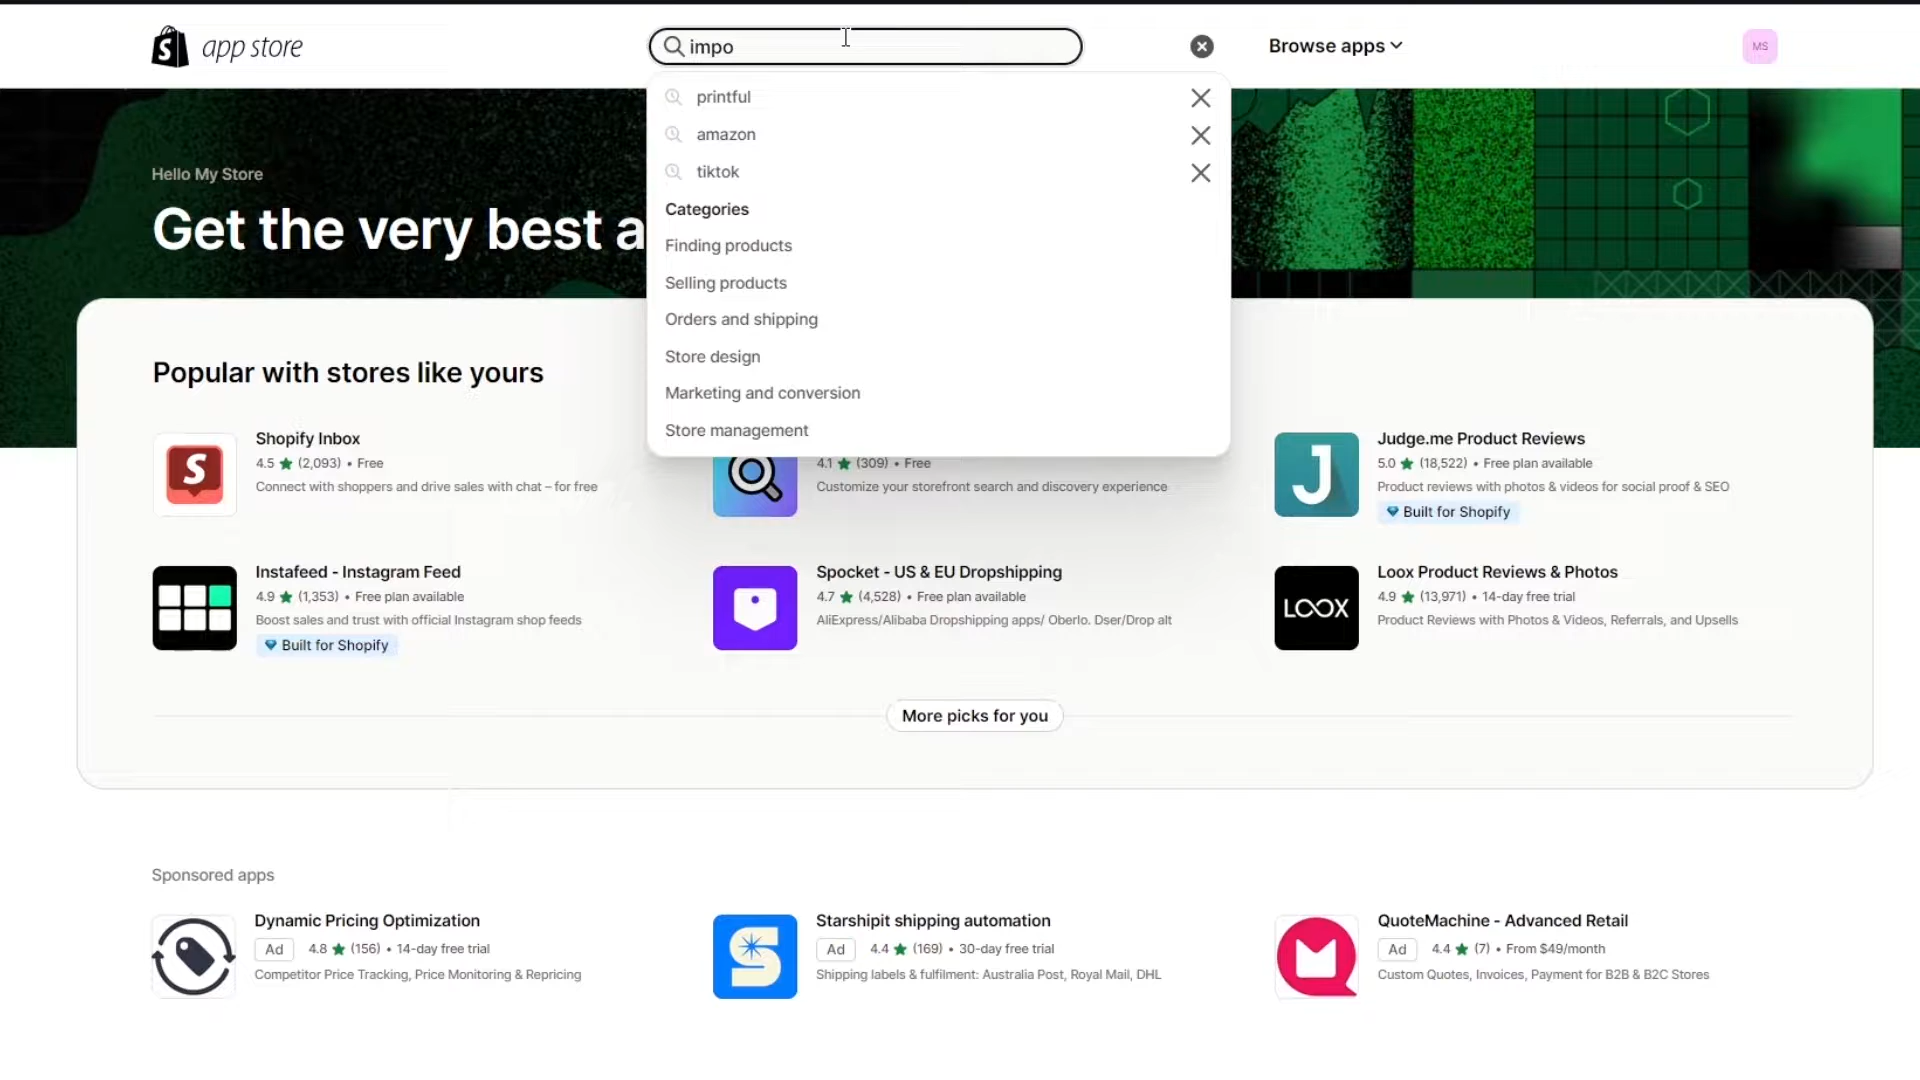 app store
impo
Browse apps
MS
printful
amazon
tiktok
Categories
Finding products
Selling products
Orders and shipping
Store design
Marketing and conversion
Store management
Hello My Store
Get the very best a
Popular with stores like yours
Shopify Inbox
4.5 ★ (2,093) • Free
Connect with shoppers and drive sales with chat – for free
4.1 ★ (309) • Free
Customize your storefront search and discovery experience
Judge.me Product Reviews
5.0 ★ (18,522) • Free plan available
Product reviews with photos & videos for social proof & SEO
Built for Shopify
Instafeed - Instagram Feed
4.9 ★ (1,353) • Free plan available
Boost sales and trust with official Instagram shop feeds
Built for Shopify
Spocket - US & EU Dropshipping
4.7 ★ (4,528) • Free plan available
AliExpress/Alibaba Dropshipping apps/ Oberlo. Dser/Drop alt
LOOX
Loox Product Reviews & Photos
4.9 ★ (13,971) • 14-day free trial
Product Reviews with Photos & Videos, Referrals, and Upsells
More picks for you
Sponsored apps
Dynamic Pricing Optimization
Ad 4.8 ★ (156) • 14-day free trial
Competitor Price Tracking, Price Monitoring & Repricing
Starshipit shipping automation
Ad 4.4 ★ (169) • 30-day free trial
Shipping labels & fulfilment: Australia Post, Royal Mail, DHL
QuoteMachine - Advanced Retail
Ad 4.4 ★ (7) • From $49/month
Custom Quotes, Invoices, Payment for B2B & B2C Stores